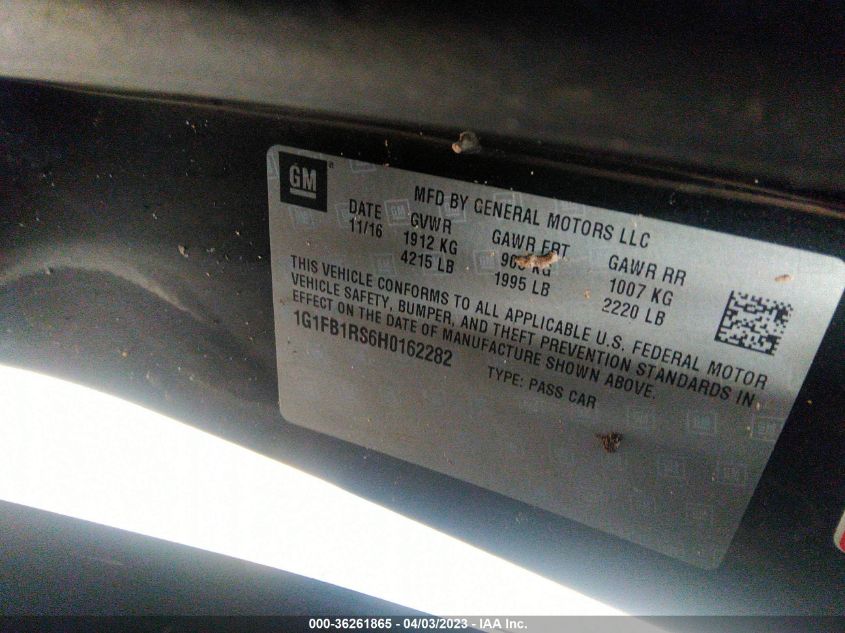 GM
MFD BY GENERAL MOTORS LLC
DATE GVWR GAWR FRT GAWR RR
11/16 1912 KG KG 1007 KG
4215 LB 1995 LB 2220 LB
THIS VEHICLE CONFORMS TO ALL APPLICABLE U.S. FEDERAL MOTOR
VEHICLE SAFETY, BUMPER, AND THEFT PREVENTION STANDARDS IN
EFFECT ON THE DATE OF MANUFACTURE SHOWN ABOVE.
1G1FB1RS6H0162282 TYPE: PASS CAR
000-36261865 - 04/03/2023 - IAA Inc.